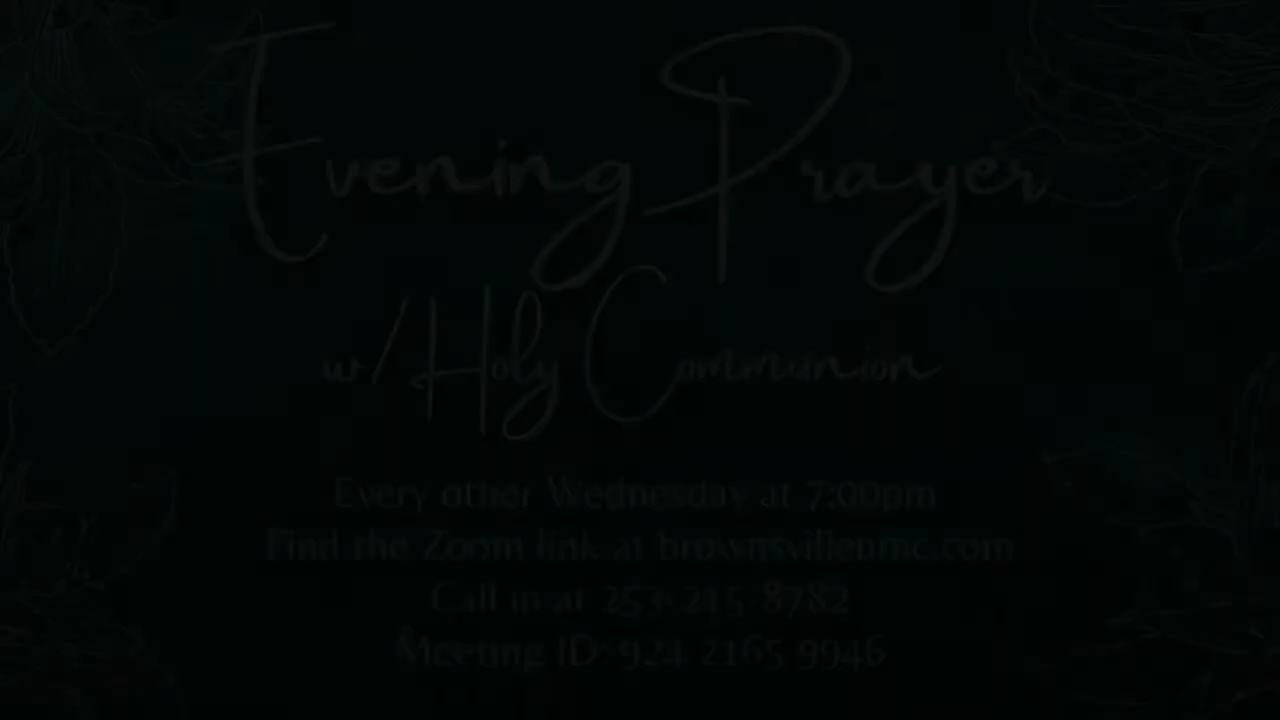 Evening Prayer
w/ Holy Communion
Every other Wednesday at 7:00pm
Find the Zoom link at brownsvilleumc.com
Call in at 253-215-8782
Meeting ID: 924 2165 9946